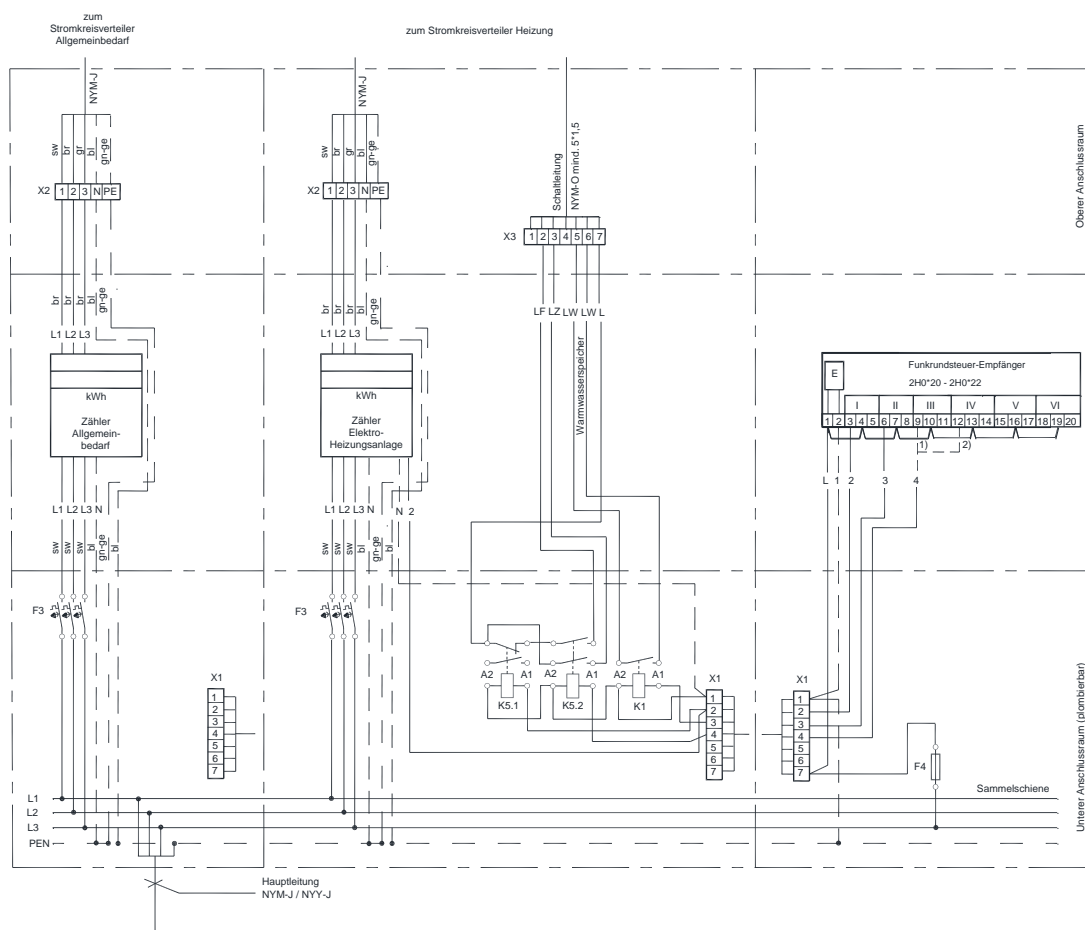 zum
Stromkreisverteiler
Allgemeinbedarf
zum Stromkreisverteiler Heizung
NYM-J
NYM-J
sw br gr bl gn-ge
sw br gr bl gn-ge
Schaltleitung
NYM-O mind. 5*1,5
Oberer Anschlussraum
X2 1 2 3 N PE
X2 1 2 3 N PE
X3 1 2 3 4 5 6 7
br br br bl gn-ge
br br br bl gn-ge
LF LZ LW LW L
L1 L2 L3
L1 L2 L3
Warmwasserspeicher
kWh
Zähler
Allgemein-
bedarf
kWh
Zähler
Elektro-
Heizungsanlage
Funkrundsteuer-Empfänger
2H0*20 - 2H0*22
E
I II III IV V VI
1 2 3 4 5 6 7 8 9 10 11 12 13 14 15 16 17 18 19 20
1) 2)
L 1 2 3 4
L1 L2 L3 N
L1 L2 L3 N N 2
sw sw sw bl gn-ge bl
sw sw sw bl gn-ge bl
F3
F3
A2 A1 A2 A1 A2 A1
K5.1 K5.2 K1
X1
1
2
3
4
5
6
7
X1
1
2
3
4
5
6
7
X1
1
2
3
4
5
6
7
F4
Unterer Anschlussraum (plombierbar)
Sammelschiene
L1
L2
L3
PEN
Hauptleitung
NYM-J / NYY-J